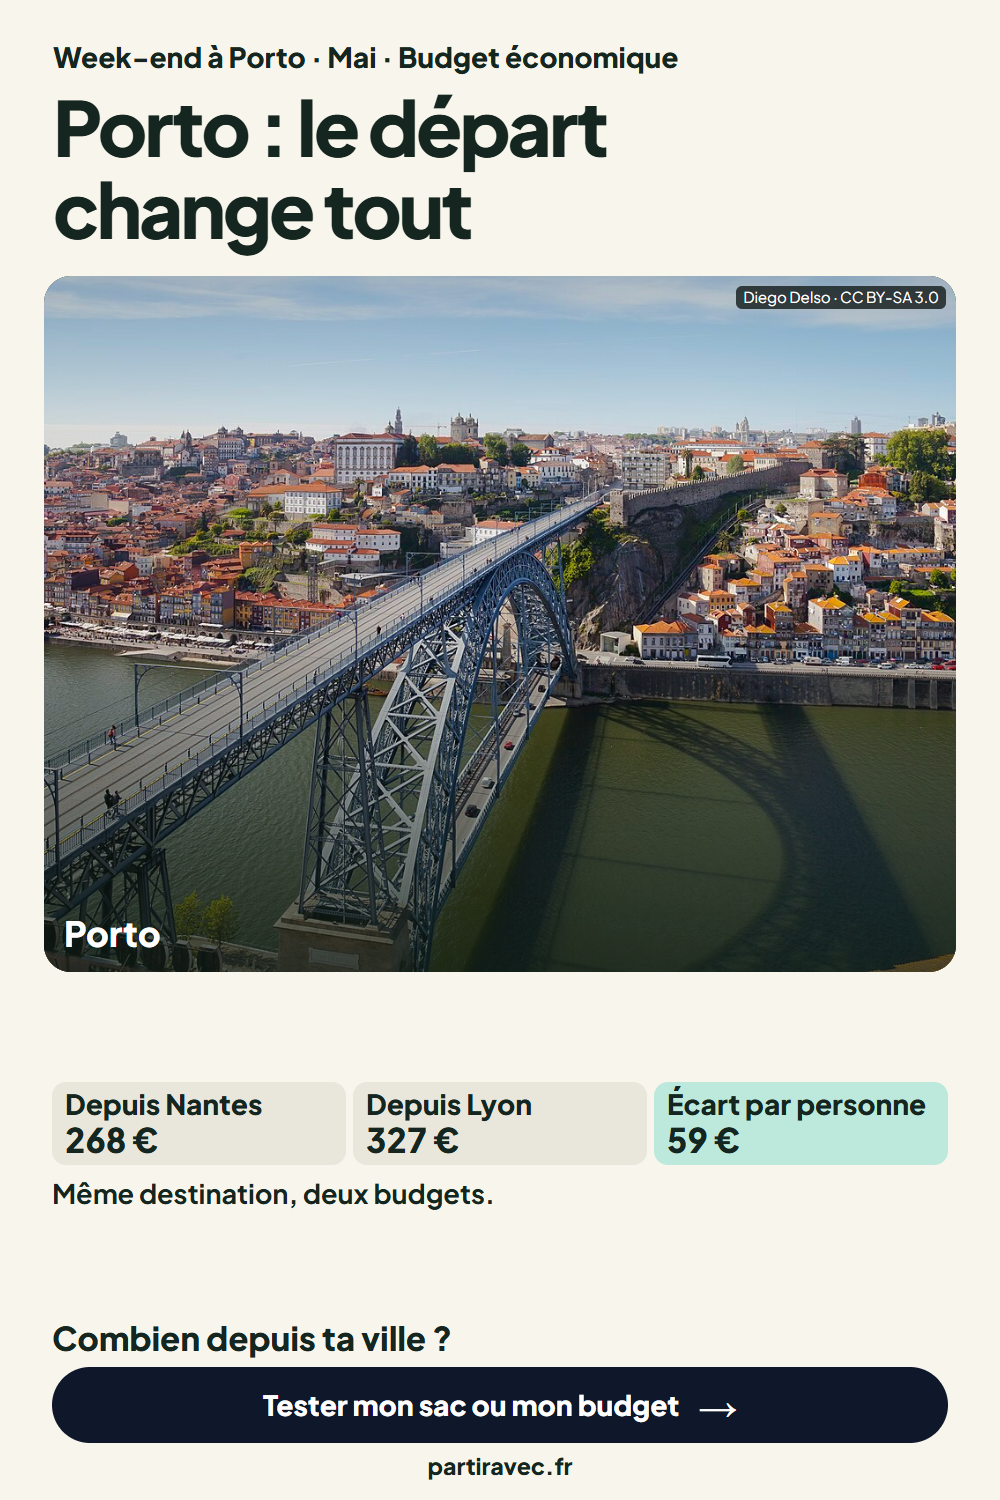 Week-end à Porto · Mai · Budget économique
Porto : le départ
change tout
Diego Delso · CC BY-SA 3.0
Porto
Depuis Nantes
268 €
Depuis Lyon
327 €
Écart par personne
59 €
Même destination, deux budgets.
Combien depuis ta ville ?
Tester mon sac ou mon budget →
partiravec.fr